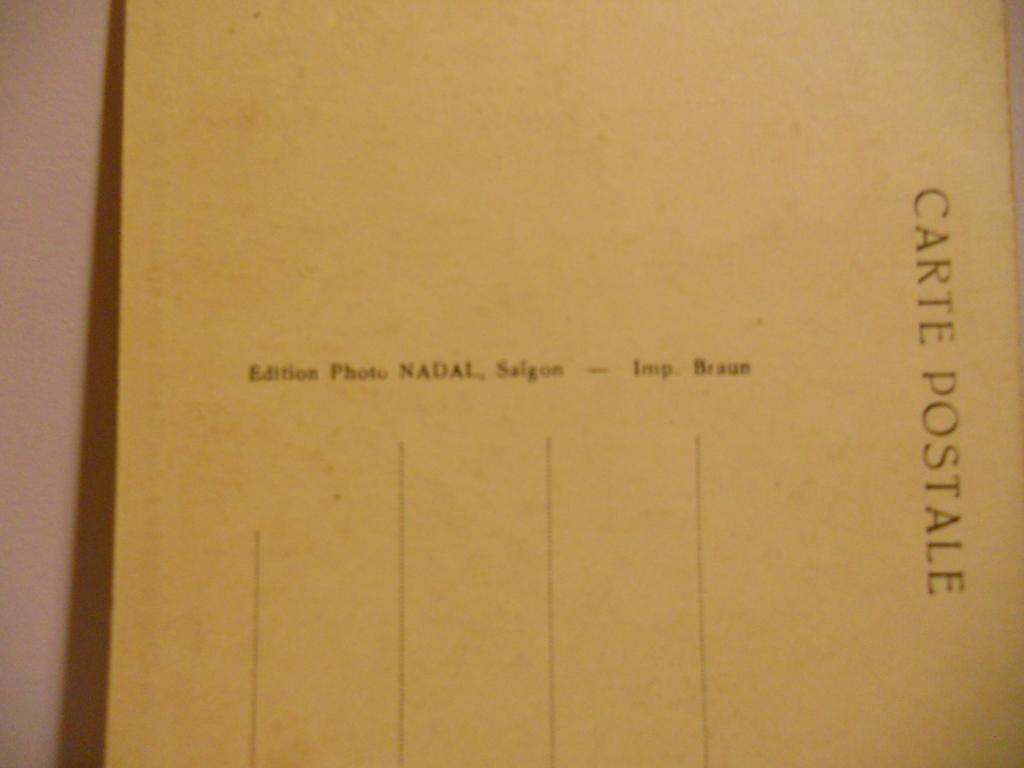 CARTE POSTALE
Edition Photo NADAL, Saïgon — Imp. Braun